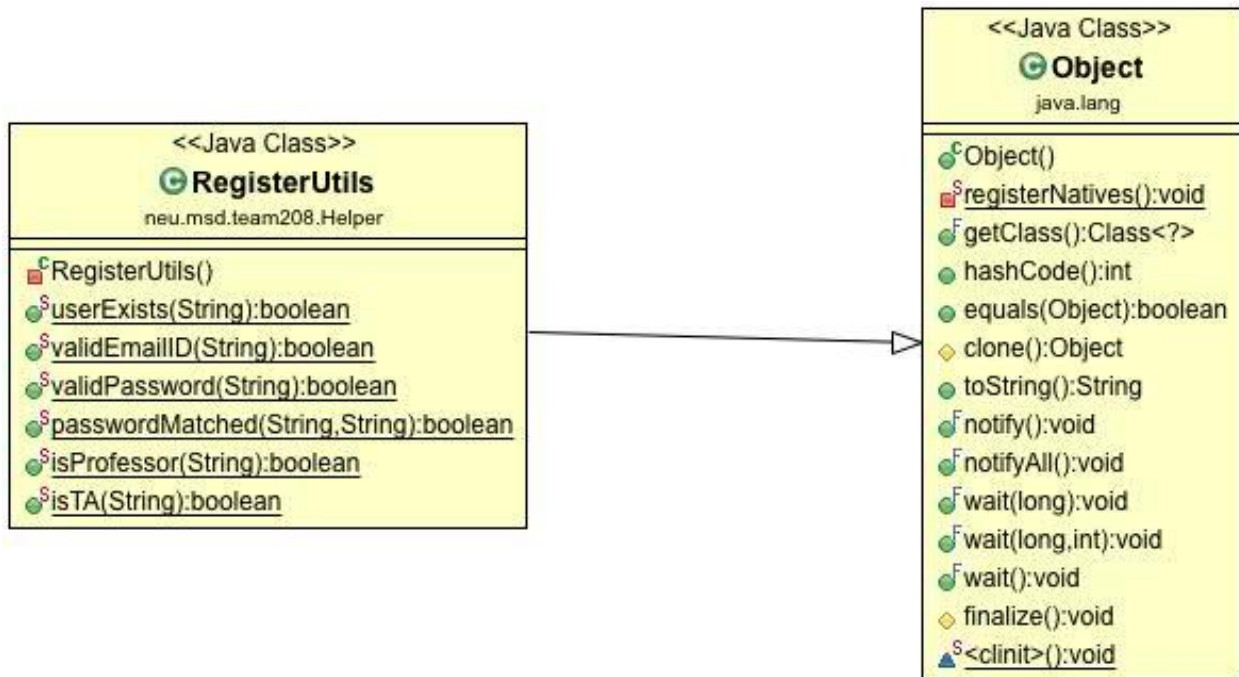 <<Java Class>>
RegisterUtils
neu.msd.team208.Helper
RegisterUtils()
userExists(String):boolean
validEmailID(String):boolean
validPassword(String):boolean
passwordMatched(String,String):boolean
isProfessor(String):boolean
isTA(String):boolean
<<Java Class>>
Object
java.lang
Object()
registerNatives():void
getClass():Class<?>
hashCode():int
equals(Object):boolean
clone():Object
toString():String
notify():void
notifyAll():void
wait(long):void
wait(long,int):void
wait():void
finalize():void
<clinit>():void